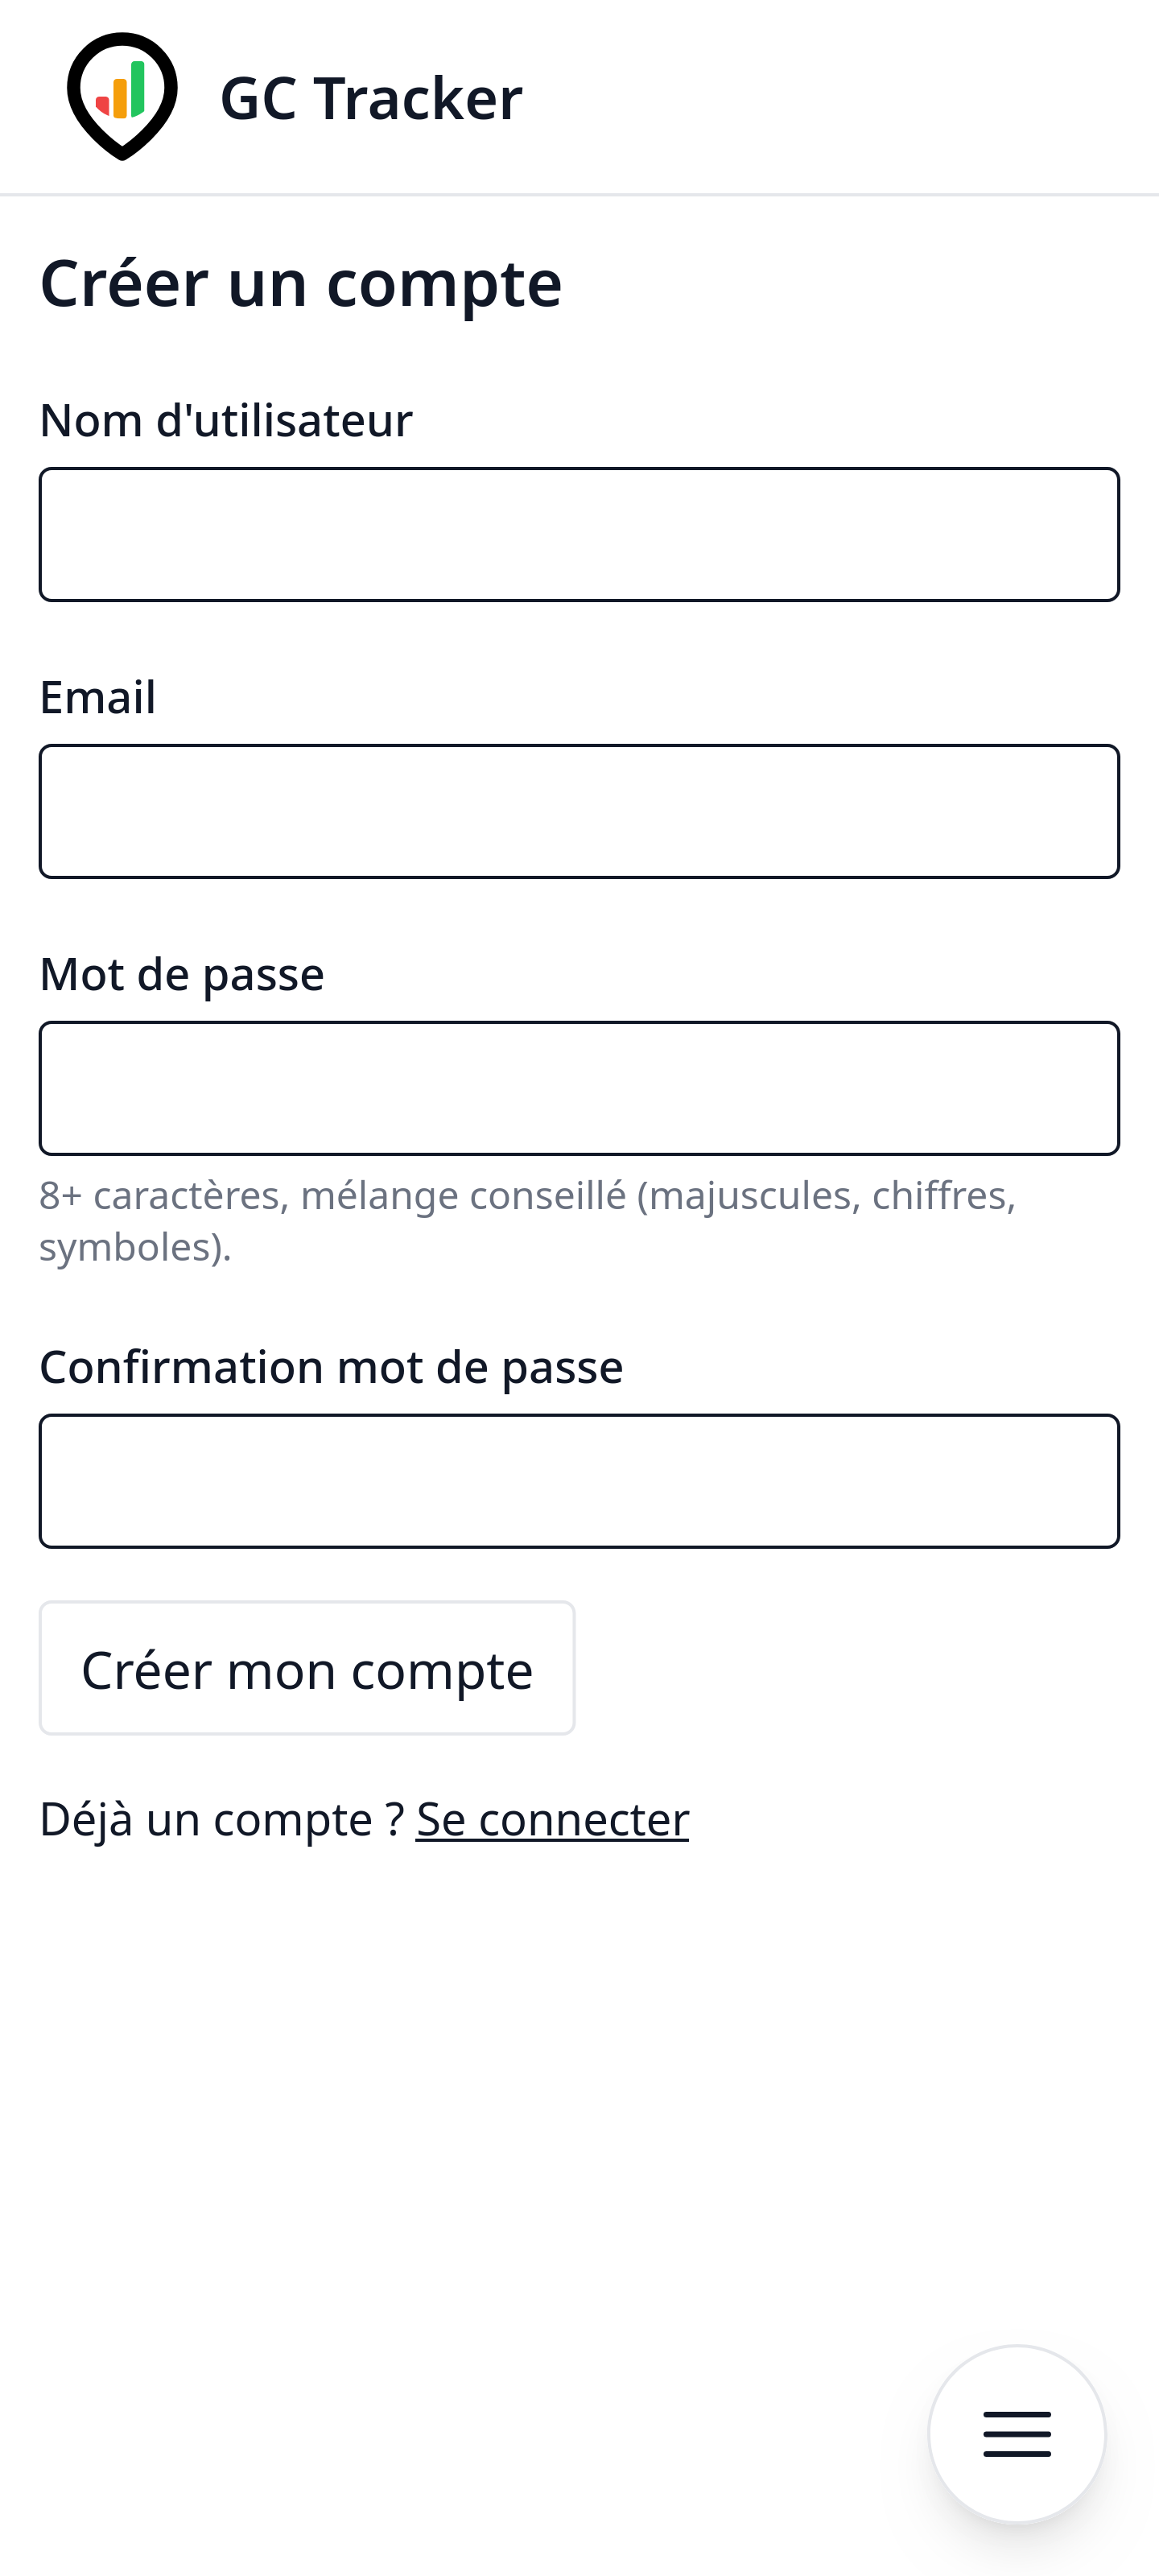 GC Tracker
Créer un compte
Nom d'utilisateur
Email
Mot de passe
8+ caractères, mélange conseillé (majuscules, chiffres,
symboles).
Confirmation mot de passe
Créer mon compte
Déjà un compte ? Se connecter